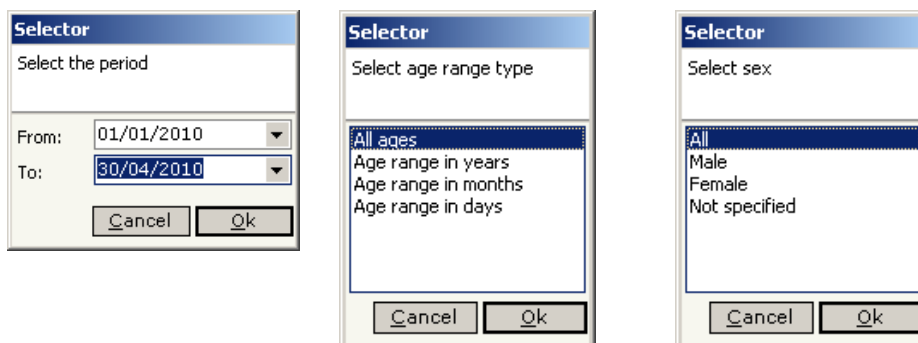 Selector
Select the period
From: 01/01/2010
To: 30/04/2010
Cancel Ok
Selector
Select age range type
All ages
Age range in years
Age range in months
Age range in days
Cancel Ok
Selector
Select sex
All
Male
Female
Not specified
Cancel Ok